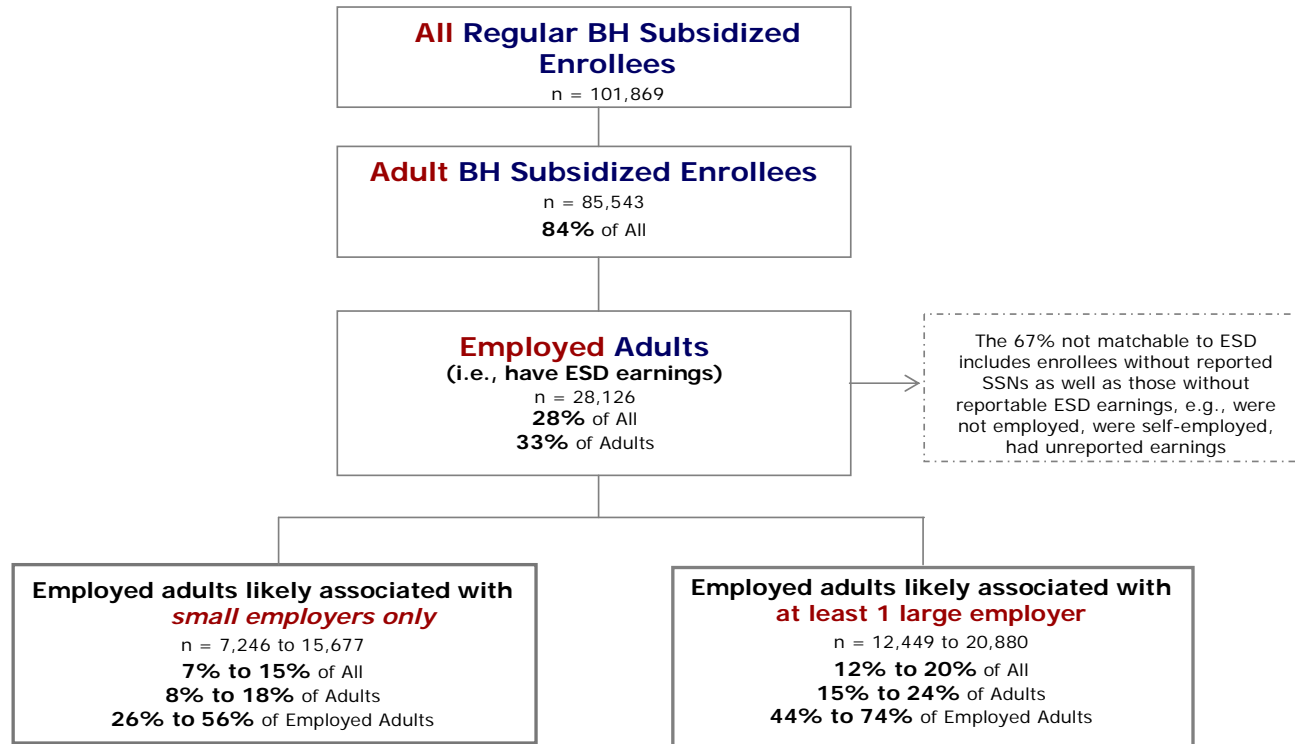 All Regular BH Subsidized
Enrollees
n = 101,869
Adult BH Subsidized Enrollees
n = 85,543
84% of All
Employed Adults
(i.e., have ESD earnings)
n = 28,126
28% of All
33% of Adults
The 67% not matchable to ESD
includes enrollees without reported
SSNs as well as those without
reportable ESD earnings, e.g., were
not employed, were self-employed,
had unreported earnings
Employed adults likely associated with
small employers only
n = 7,246 to 15,677
7% to 15% of All
8% to 18% of Adults
26% to 56% of Employed Adults
Employed adults likely associated with
at least 1 large employer
n = 12,449 to 20,880
12% to 20% of All
15% to 24% of Adults
44% to 74% of Employed Adults